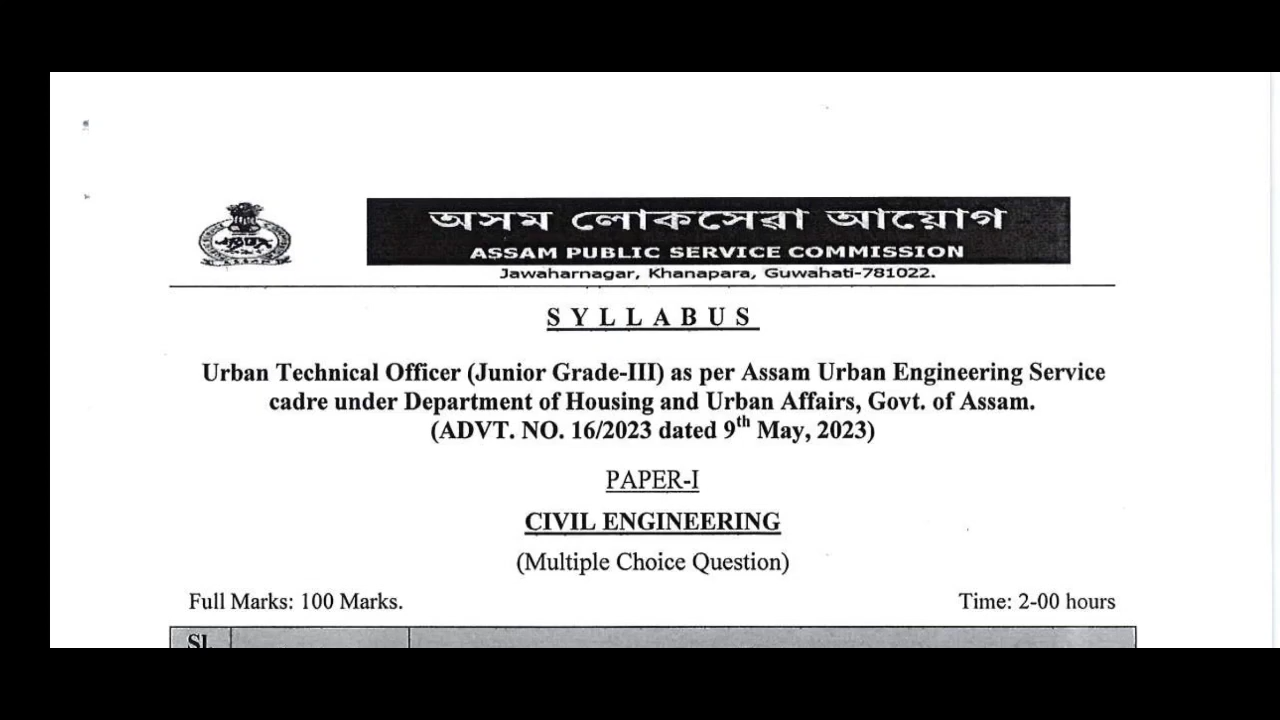 অসম লোকসেৱা আয়োগ
ASSAM PUBLIC SERVICE COMMISSION
Jawaharnagar, Khanapara, Guwahati-781022.
SYLLABUS
Urban Technical Officer (Junior Grade-III) as per Assam Urban Engineering Service
cadre under Department of Housing and Urban Affairs, Govt. of Assam.
(ADVT. NO. 16/2023 dated 9th May, 2023)
PAPER-I
CIVIL ENGINEERING
(Multiple Choice Question)
Full Marks: 100 Marks. Time: 2-00 hours
Sl.